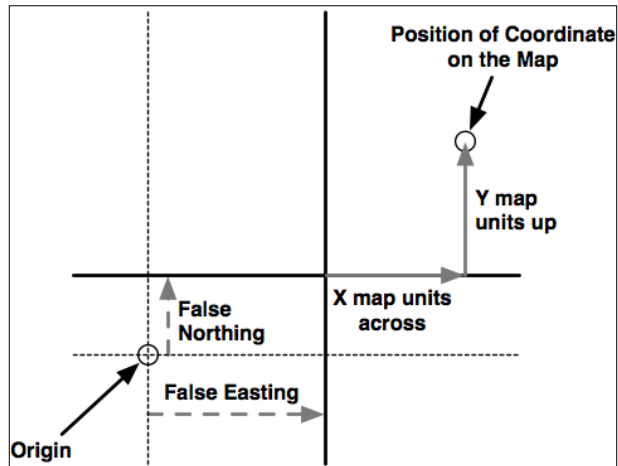 Position of Coordinate
on the Map
Y map
units up
X map units
across
False
Northing
False Easting
Origin